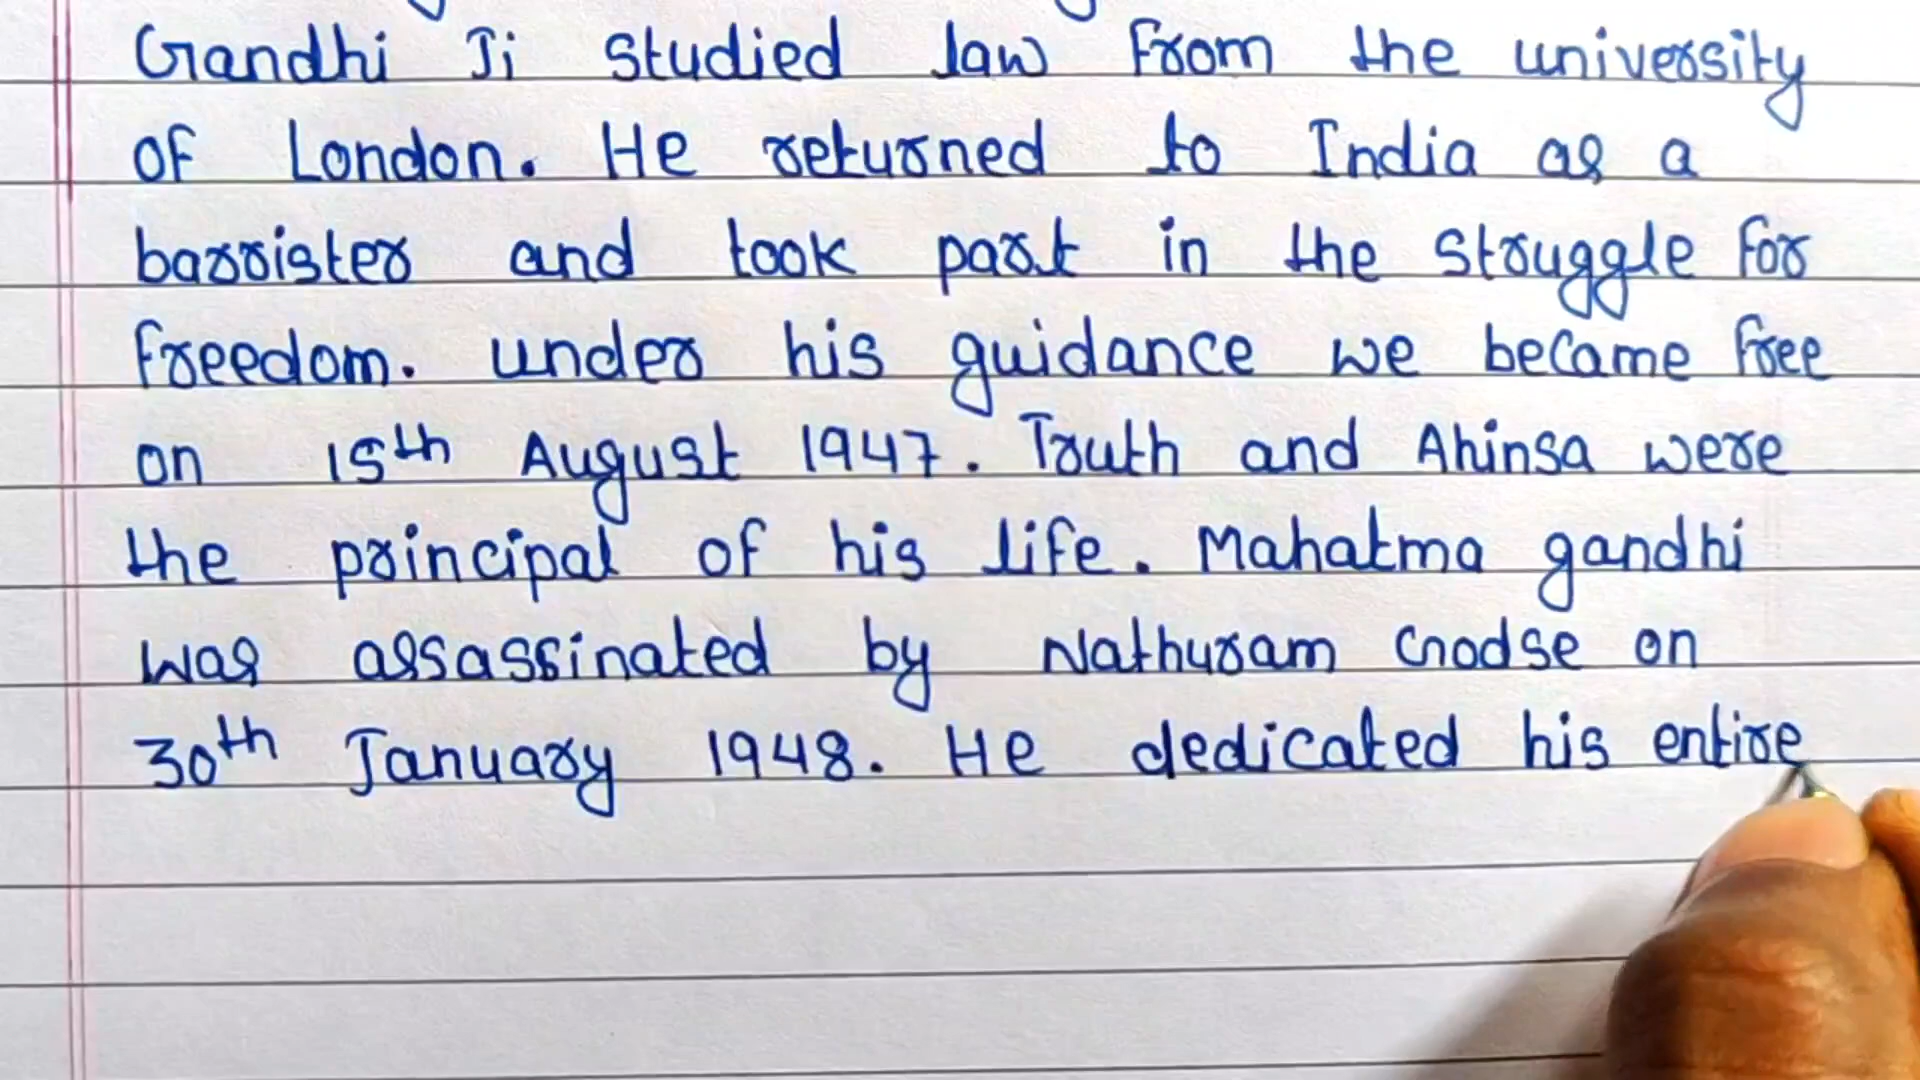 Gandhi Ji studied law from the university
of London. He returned to India as a
barrister and took part in the struggle for
freedom. under his guidance we became free
on 15th August 1947. Truth and Ahinsa were
the principal of his life. Mahatma gandhi
was assassinated by Nathuram Godse on
30th January 1948. He dedicated his entire